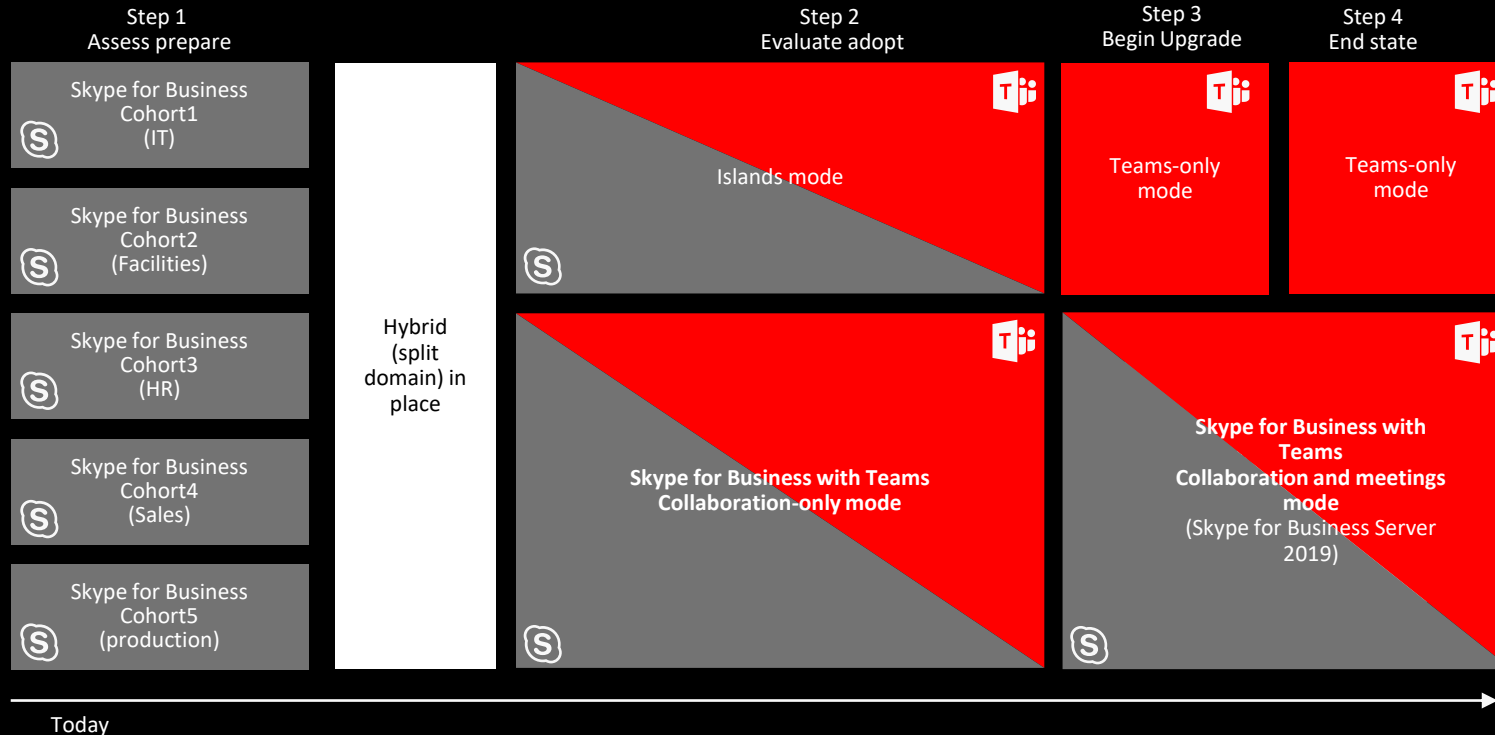 Step 1
Assess prepare
Step 2
Evaluate adopt
Step 3
Begin Upgrade
Step 4
End state
Skype for Business
Cohort1
(IT)
S
Skype for Business
Cohort2
(Facilities)
S
Skype for Business
Cohort3
(HR)
S
Skype for Business
Cohort4
(Sales)
S
Skype for Business
Cohort5
(production)
S
Hybrid
(split
domain) in
place
T
Islands mode
S
T
Skype for Business with Teams
Collaboration-only mode
S
T
Teams-only
mode
T
Teams-only
mode
T
Skype for Business with
Teams
Collaboration and meetings
mode
(Skype for Business Server
2019)
S
Today